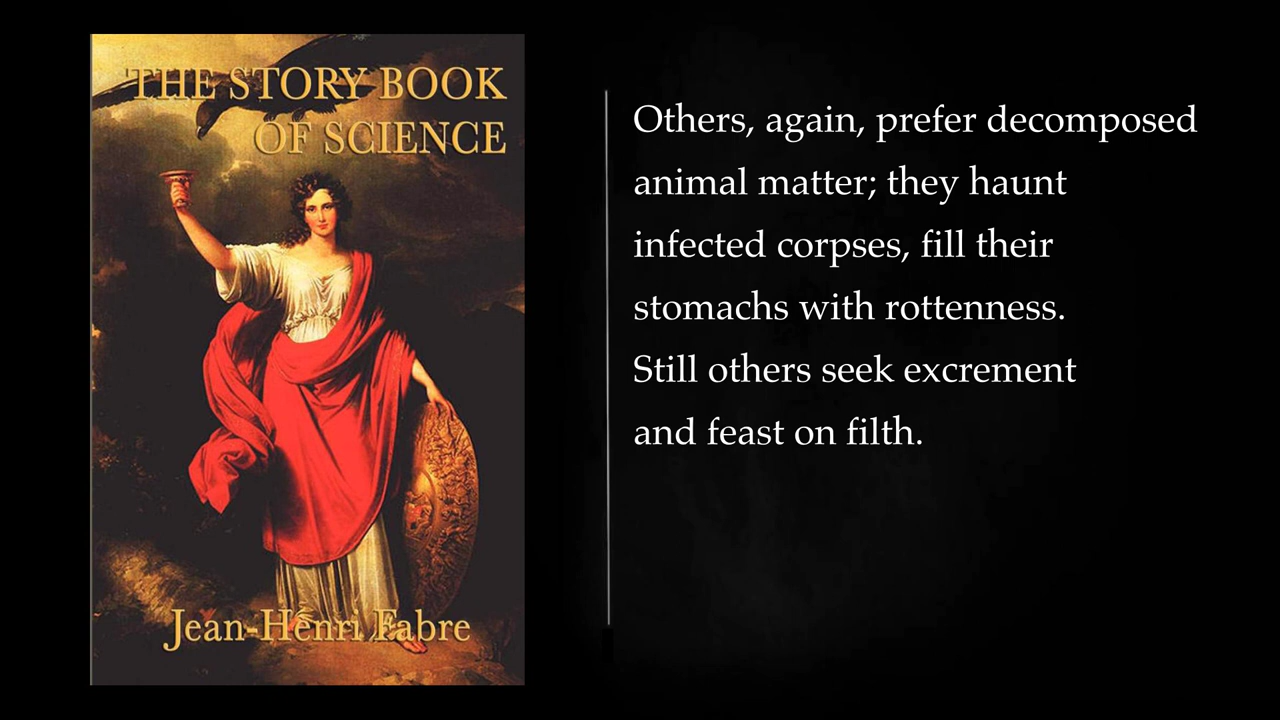 THE STORY BOOK
OF SCIENCE
Jean-Henri Fabre
Others, again, prefer decomposed
animal matter; they haunt
infected corpses, fill their
stomachs with rottenness.
Still others seek excrement
and feast on filth.